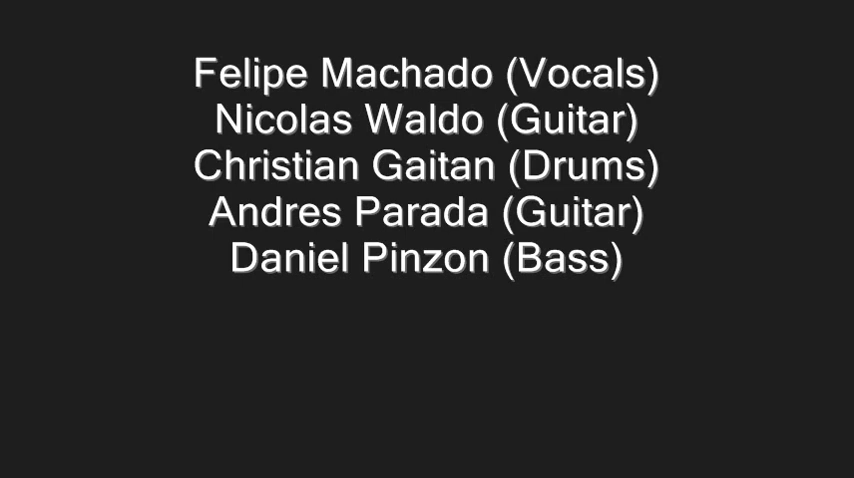 Felipe Machado (Vocals)
Nicolas Waldo (Guitar)
Christian Gaitan (Drums)
Andres Parada (Guitar)
Daniel Pinzon (Bass)